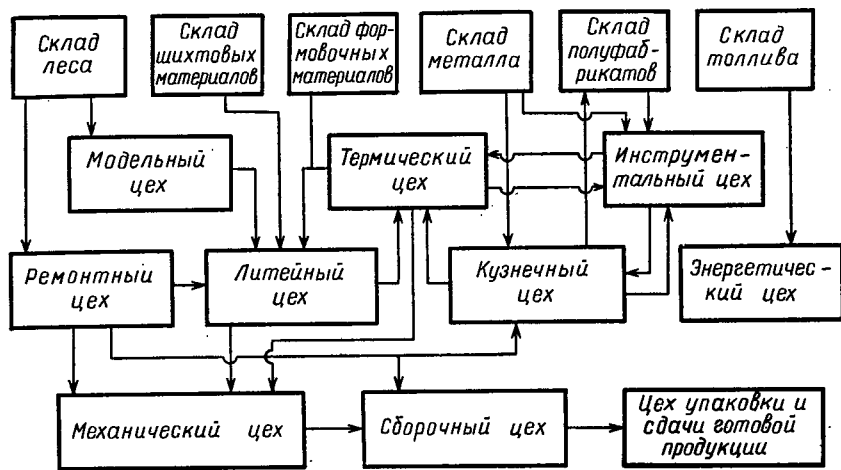 Склад
леса
Склад
шихтовых
материалов
Склад фор-
мовочных
материалов
Склад
металла
Склад
полуфаб-
рикатов
Склад
топлива
Модельный
цех
Термический
цех
Инструмен-
тальный цех
Ремонтный
цех
Литейный
цех
Кузнечный
цех
Энергетичес-
кий цех
Механический цех
Сборочный цех
Цех упаковки и
сдачи готовой
продукции